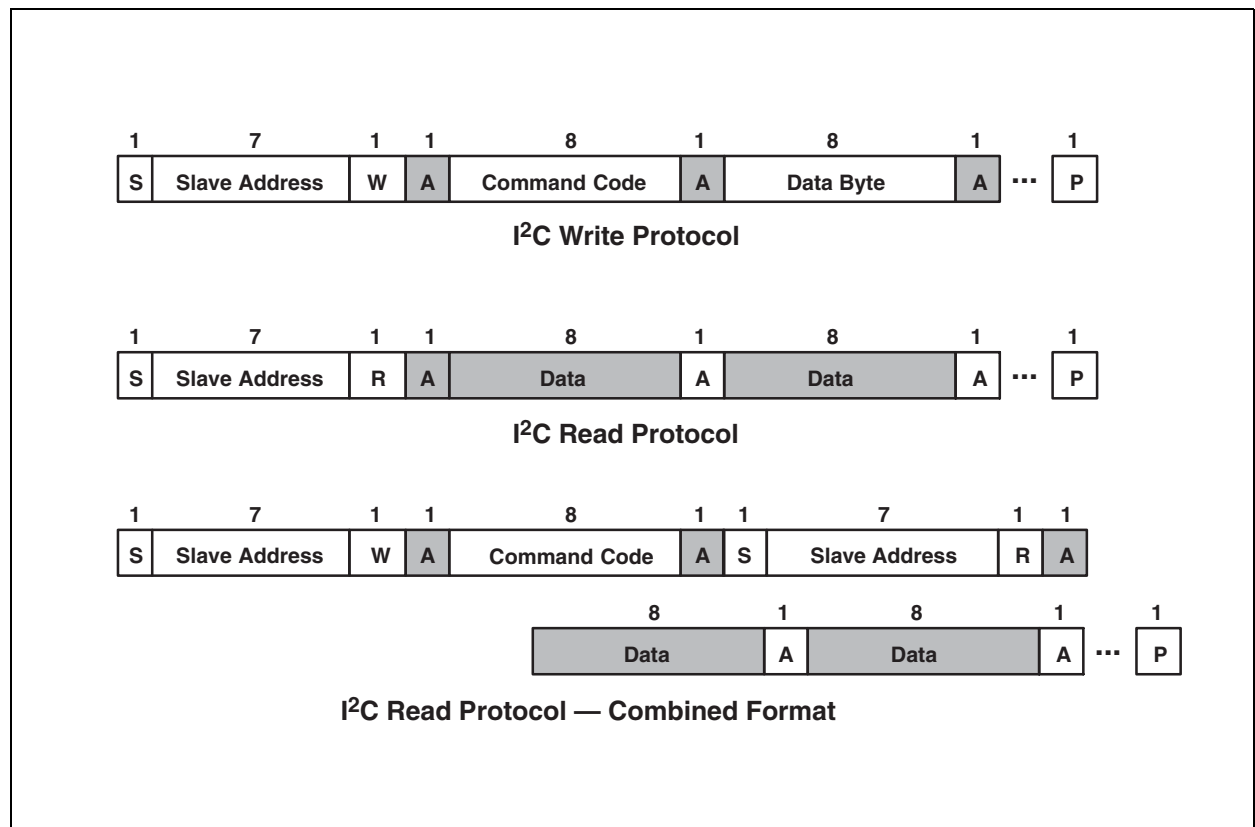 1 7 1 1 8 1 8 1 1
S Slave Address W A Command Code A Data Byte A ... P
I²C Write Protocol
1 7 1 1 8 1 8 1 1
S Slave Address R A Data A Data A ... P
I²C Read Protocol
1 7 1 1 8 1 1 7 1 1
S Slave Address W A Command Code A S Slave Address R A
8 1 8 1 1
Data A Data A ... P
I²C Read Protocol — Combined Format